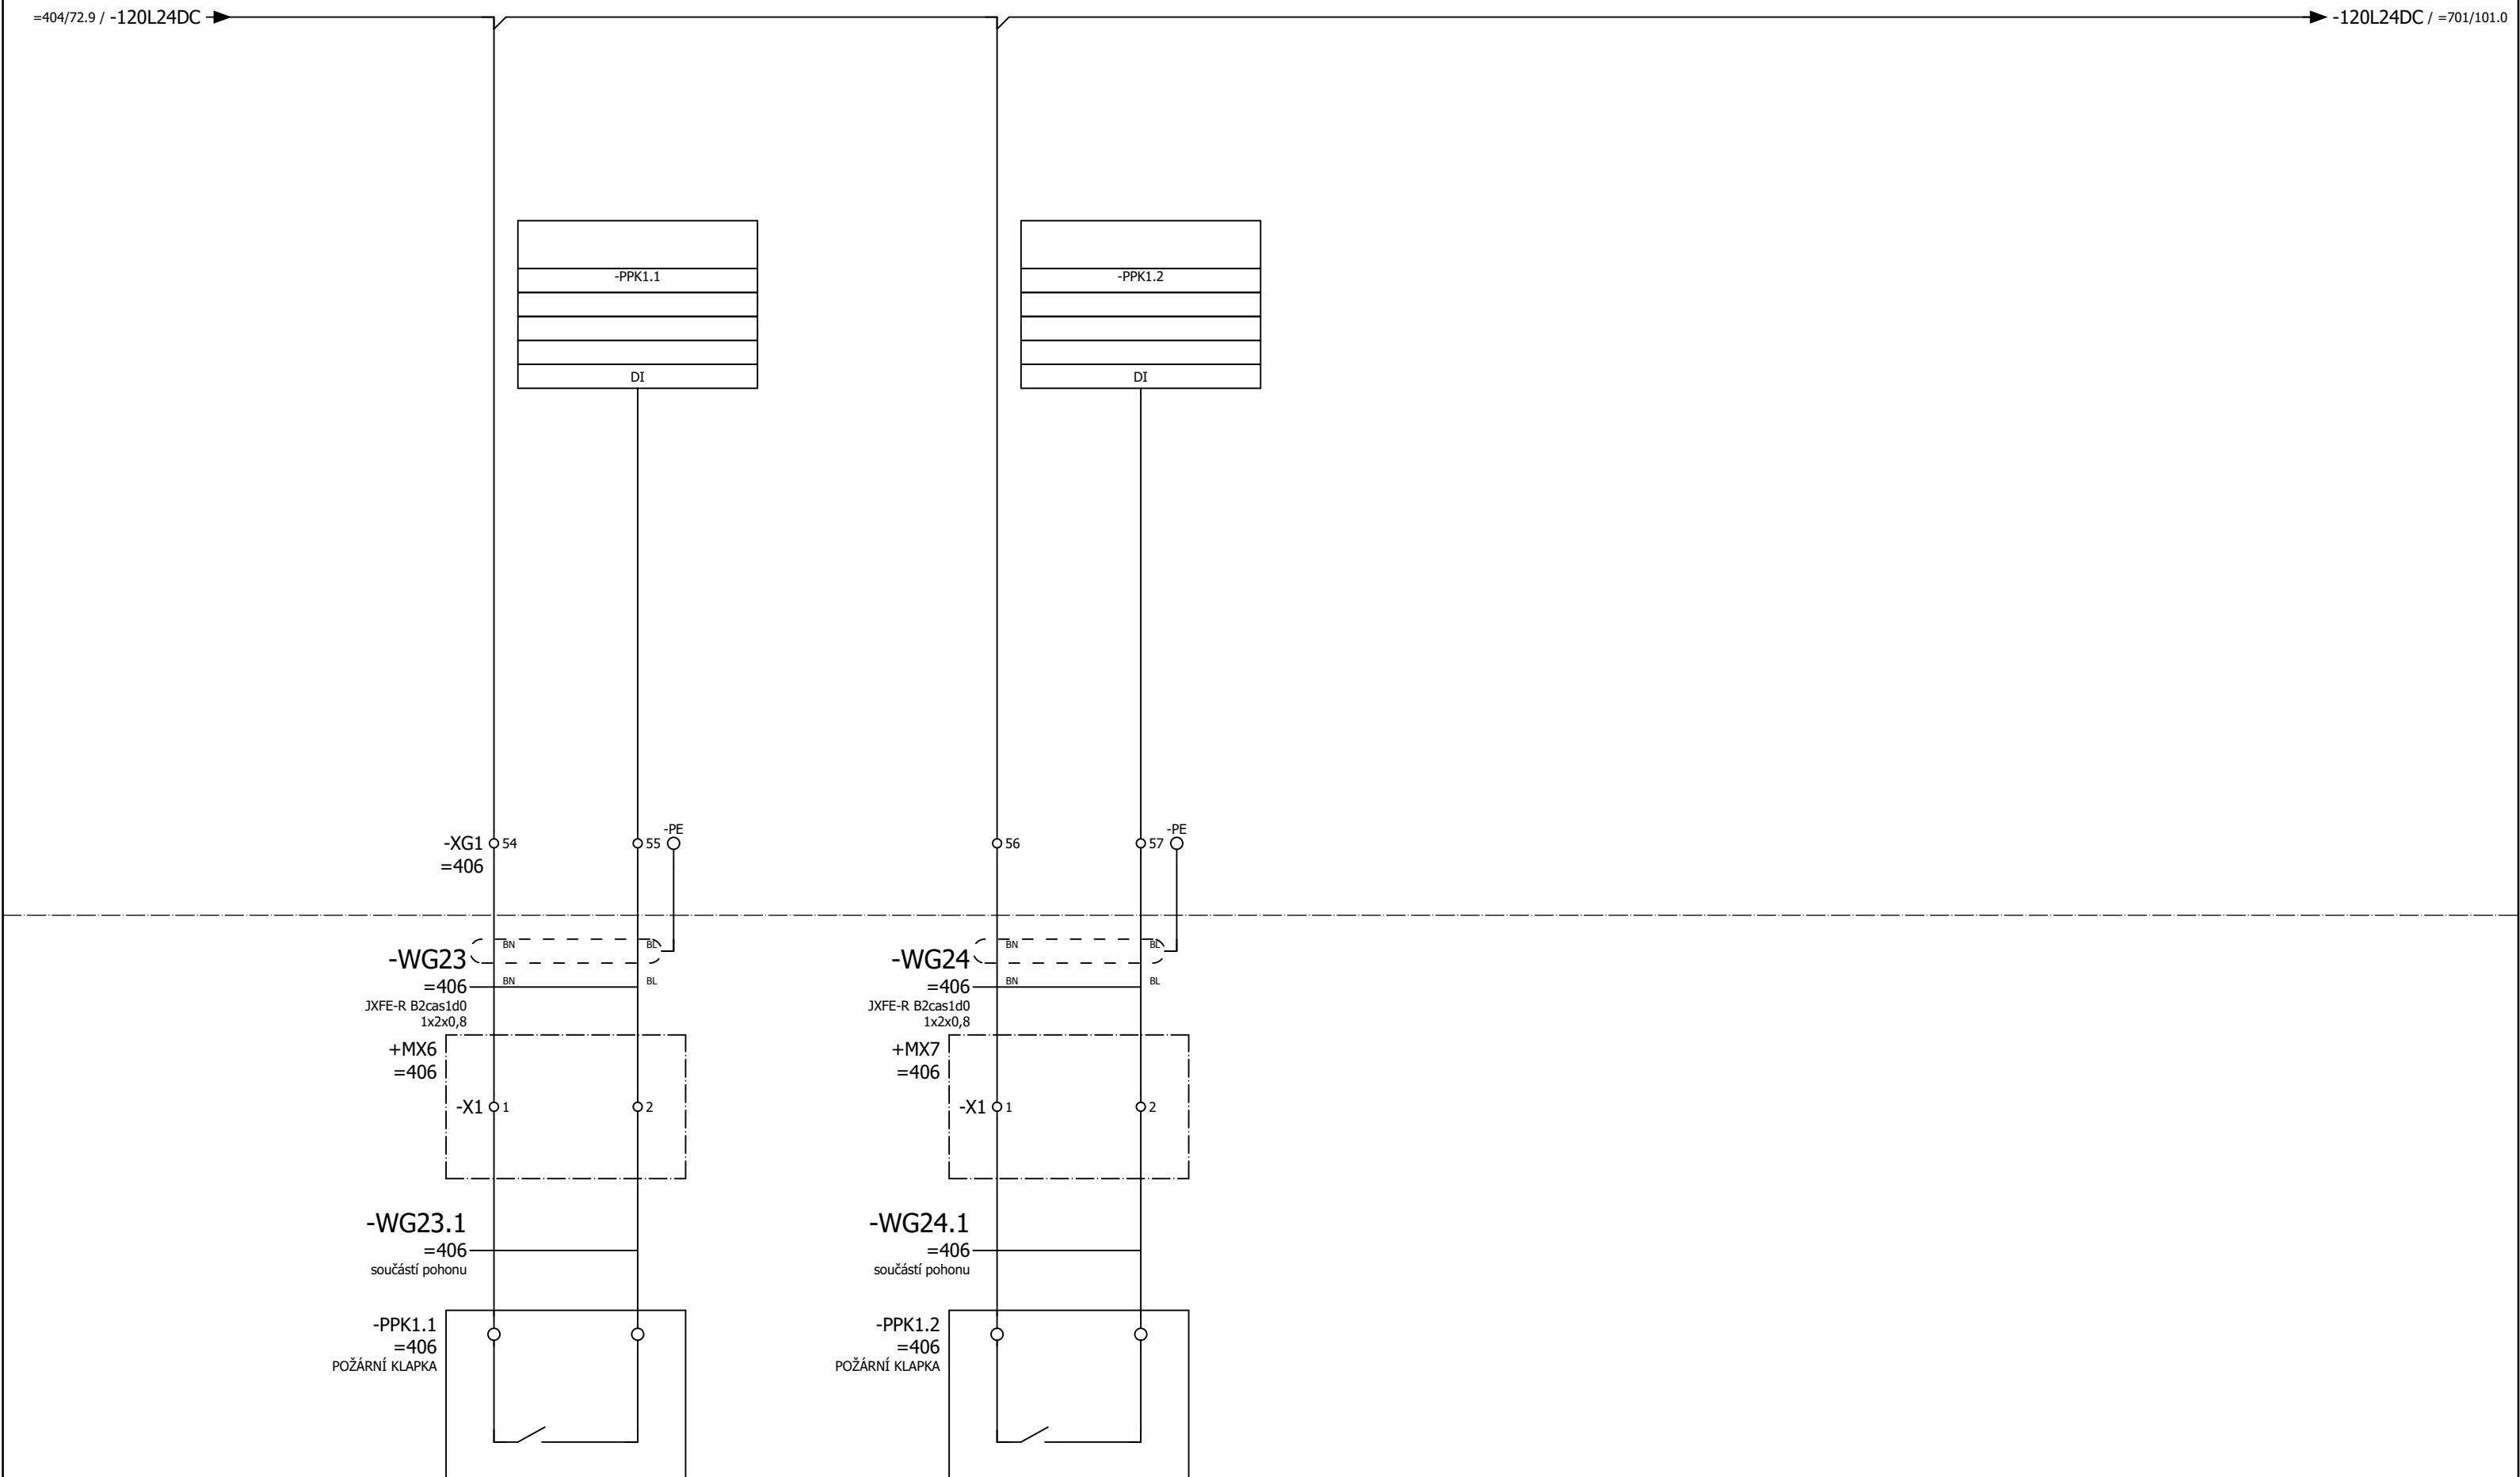 =404/72.9 / -120L24DC
-120L24DC / =701/101.0
-PPK1.1
DI
-PPK1.2
DI
-XG1
=406
54
55
-PE
56
57
-PE
-WG23
=406
JXFE-R B2cas1d0
1x2x0,8
BN
BL
BN
BL
-WG24
=406
JXFE-R B2cas1d0
1x2x0,8
BN
BL
BN
BL
+MX6
=406
-X1
1
2
+MX7
=406
-X1
1
2
-WG23.1
=406
součástí pohonu
-WG24.1
=406
součástí pohonu
-PPK1.1
=406
POŽÁRNÍ KLAPKA
-PPK1.2
=406
POŽÁRNÍ KLAPKA